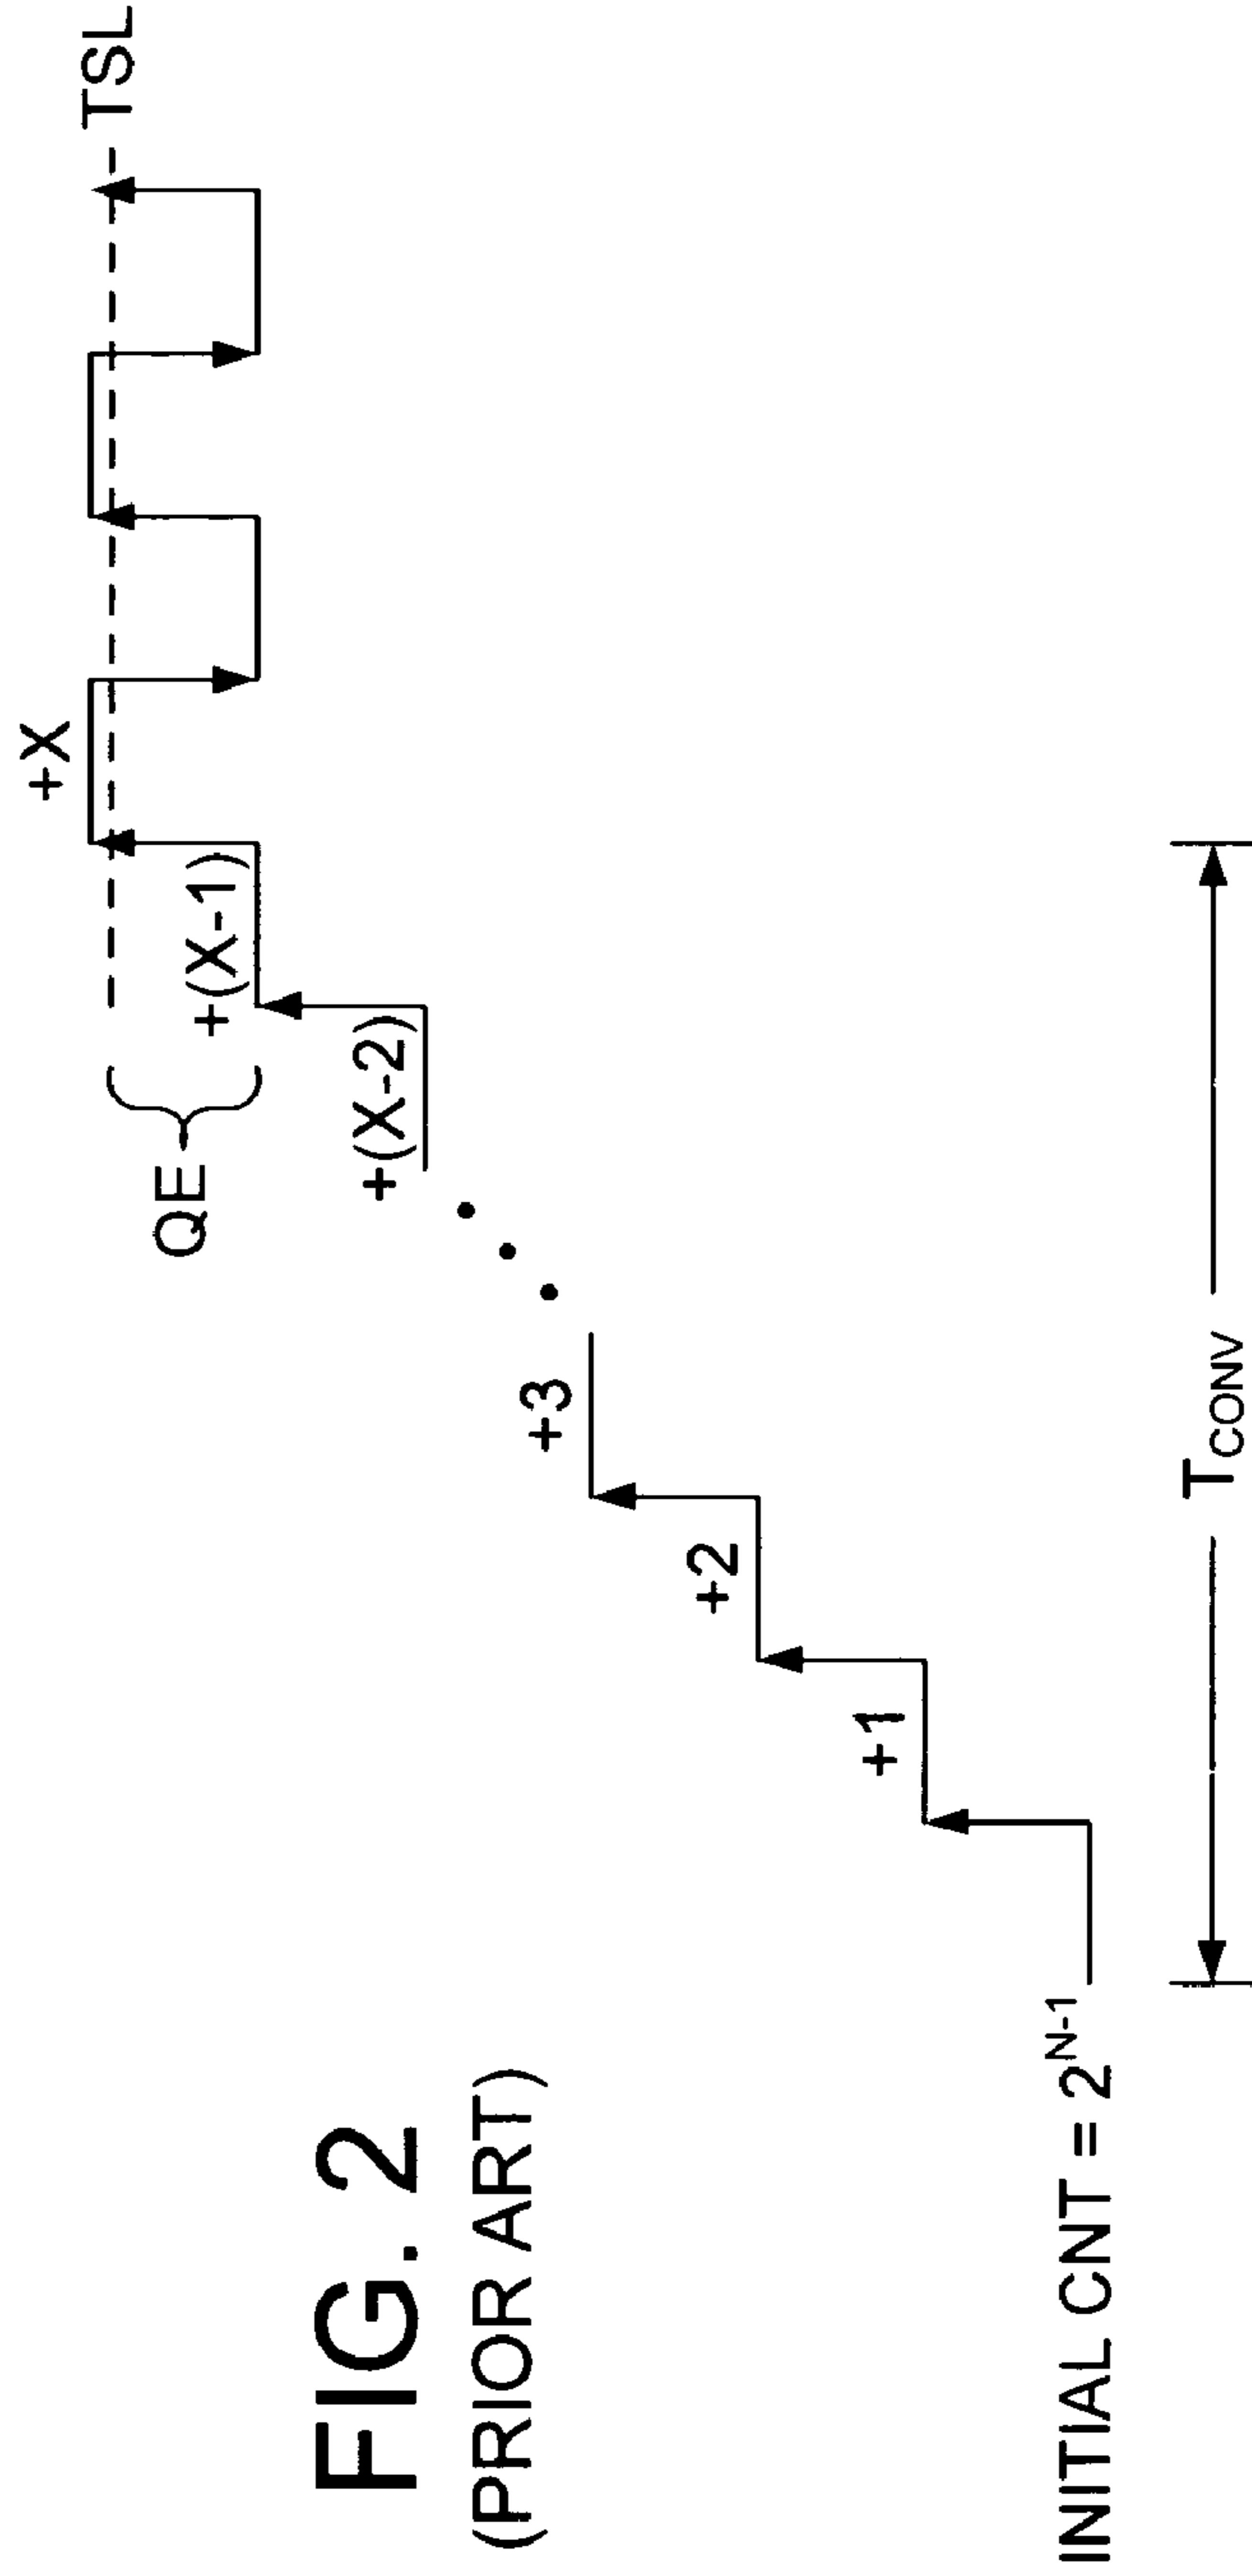 FIG. 2
(PRIOR ART)
INITIAL CNT = 2^N-1
+1
+2
+3
+(X-2)
+(X-1)
+X
QE
TSL
T_CONV